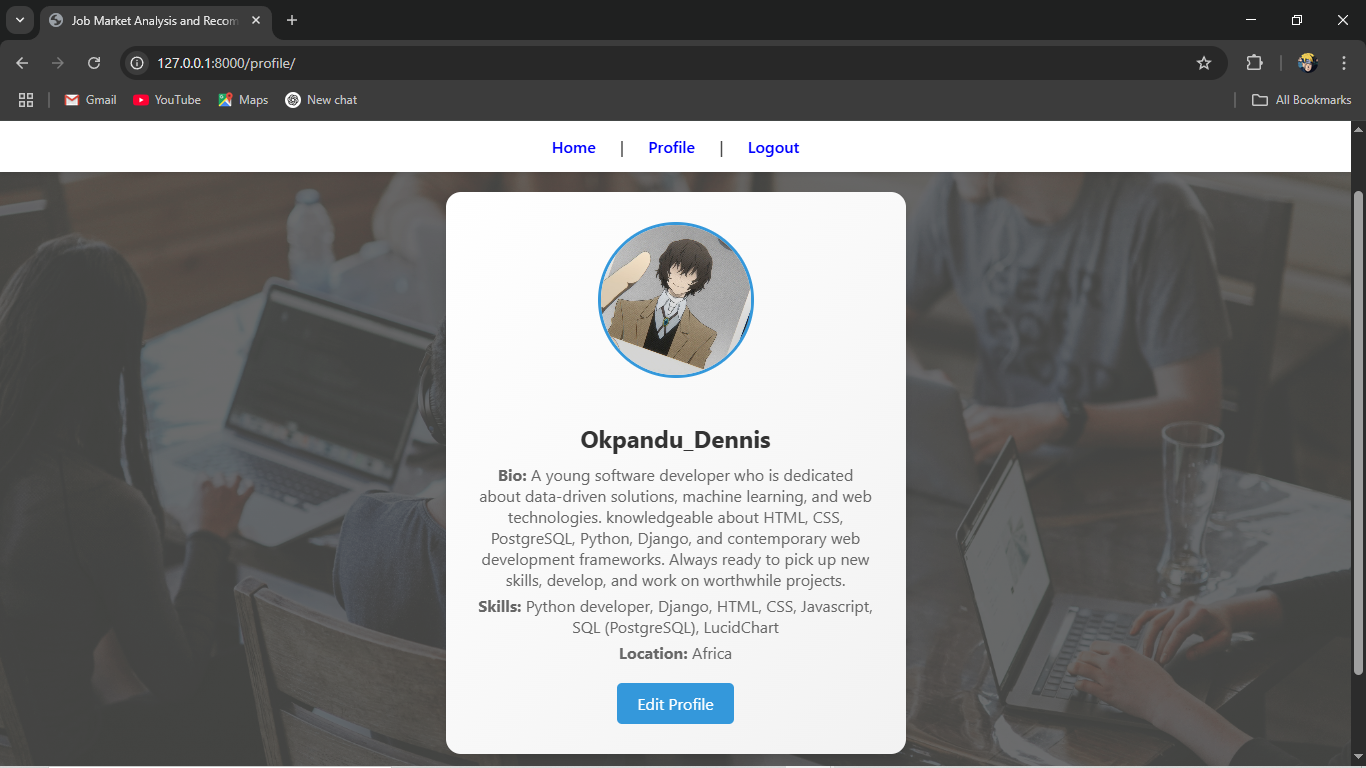 Job Market Analysis and Recom
127.0.0.1:8000/profile/
Gmail YouTube Maps New chat All Bookmarks
Home | Profile | Logout
Okpandu_Dennis
Bio: A young software developer who is dedicated
about data-driven solutions, machine learning, and web
technologies. knowledgeable about HTML, CSS,
PostgreSQL, Python, Django, and contemporary web
development frameworks. Always ready to pick up new
skills, develop, and work on worthwhile projects.
Skills: Python developer, Django, HTML, CSS, Javascript,
SQL (PostgreSQL), LucidChart
Location: Africa
Edit Profile